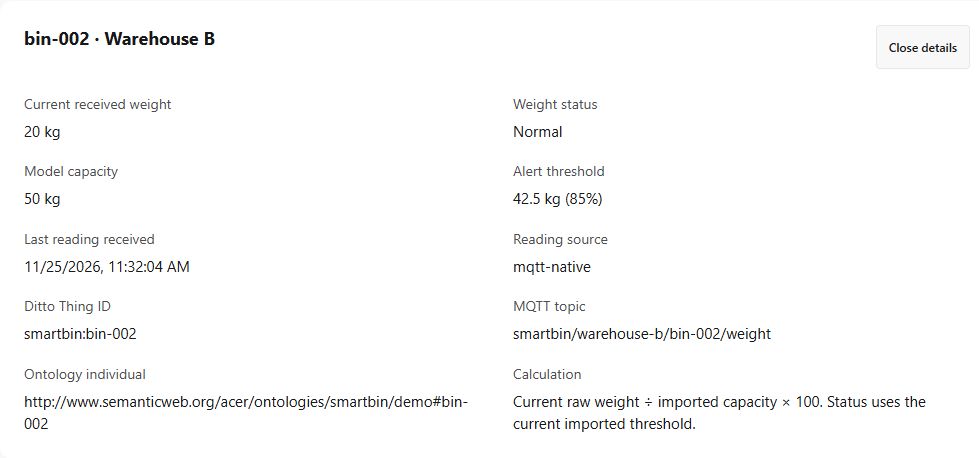 bin-002 · Warehouse B
Close details
Current received weight
20 kg
Weight status
Normal
Model capacity
50 kg
Alert threshold
42.5 kg (85%)
Last reading received
11/25/2026, 11:32:04 AM
Reading source
mqtt-native
Ditto Thing ID
smartbin:bin-002
MQTT topic
smartbin/warehouse-b/bin-002/weight
Ontology individual
http://www.semanticweb.org/acer/ontologies/smartbin/demo#bin-
002
Calculation
Current raw weight ÷ imported capacity × 100. Status uses the
current imported threshold.